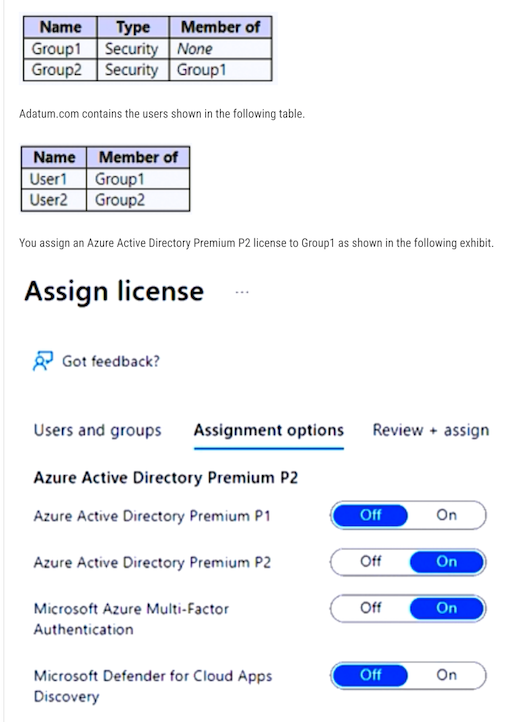 Name Type Member of
Group1 Security None
Group2 Security Group1
Adatum.com contains the users shown in the following table.
Name Member of
User1 Group1
User2 Group2
You assign an Azure Active Directory Premium P2 license to Group1 as shown in the following exhibit.
Assign license ...
Got feedback?
Users and groups Assignment options Review + assign
Azure Active Directory Premium P2
Azure Active Directory Premium P1 Off On
Azure Active Directory Premium P2 Off On
Microsoft Azure Multi-Factor Off On
Authentication
Microsoft Defender for Cloud Apps Off On
Discovery